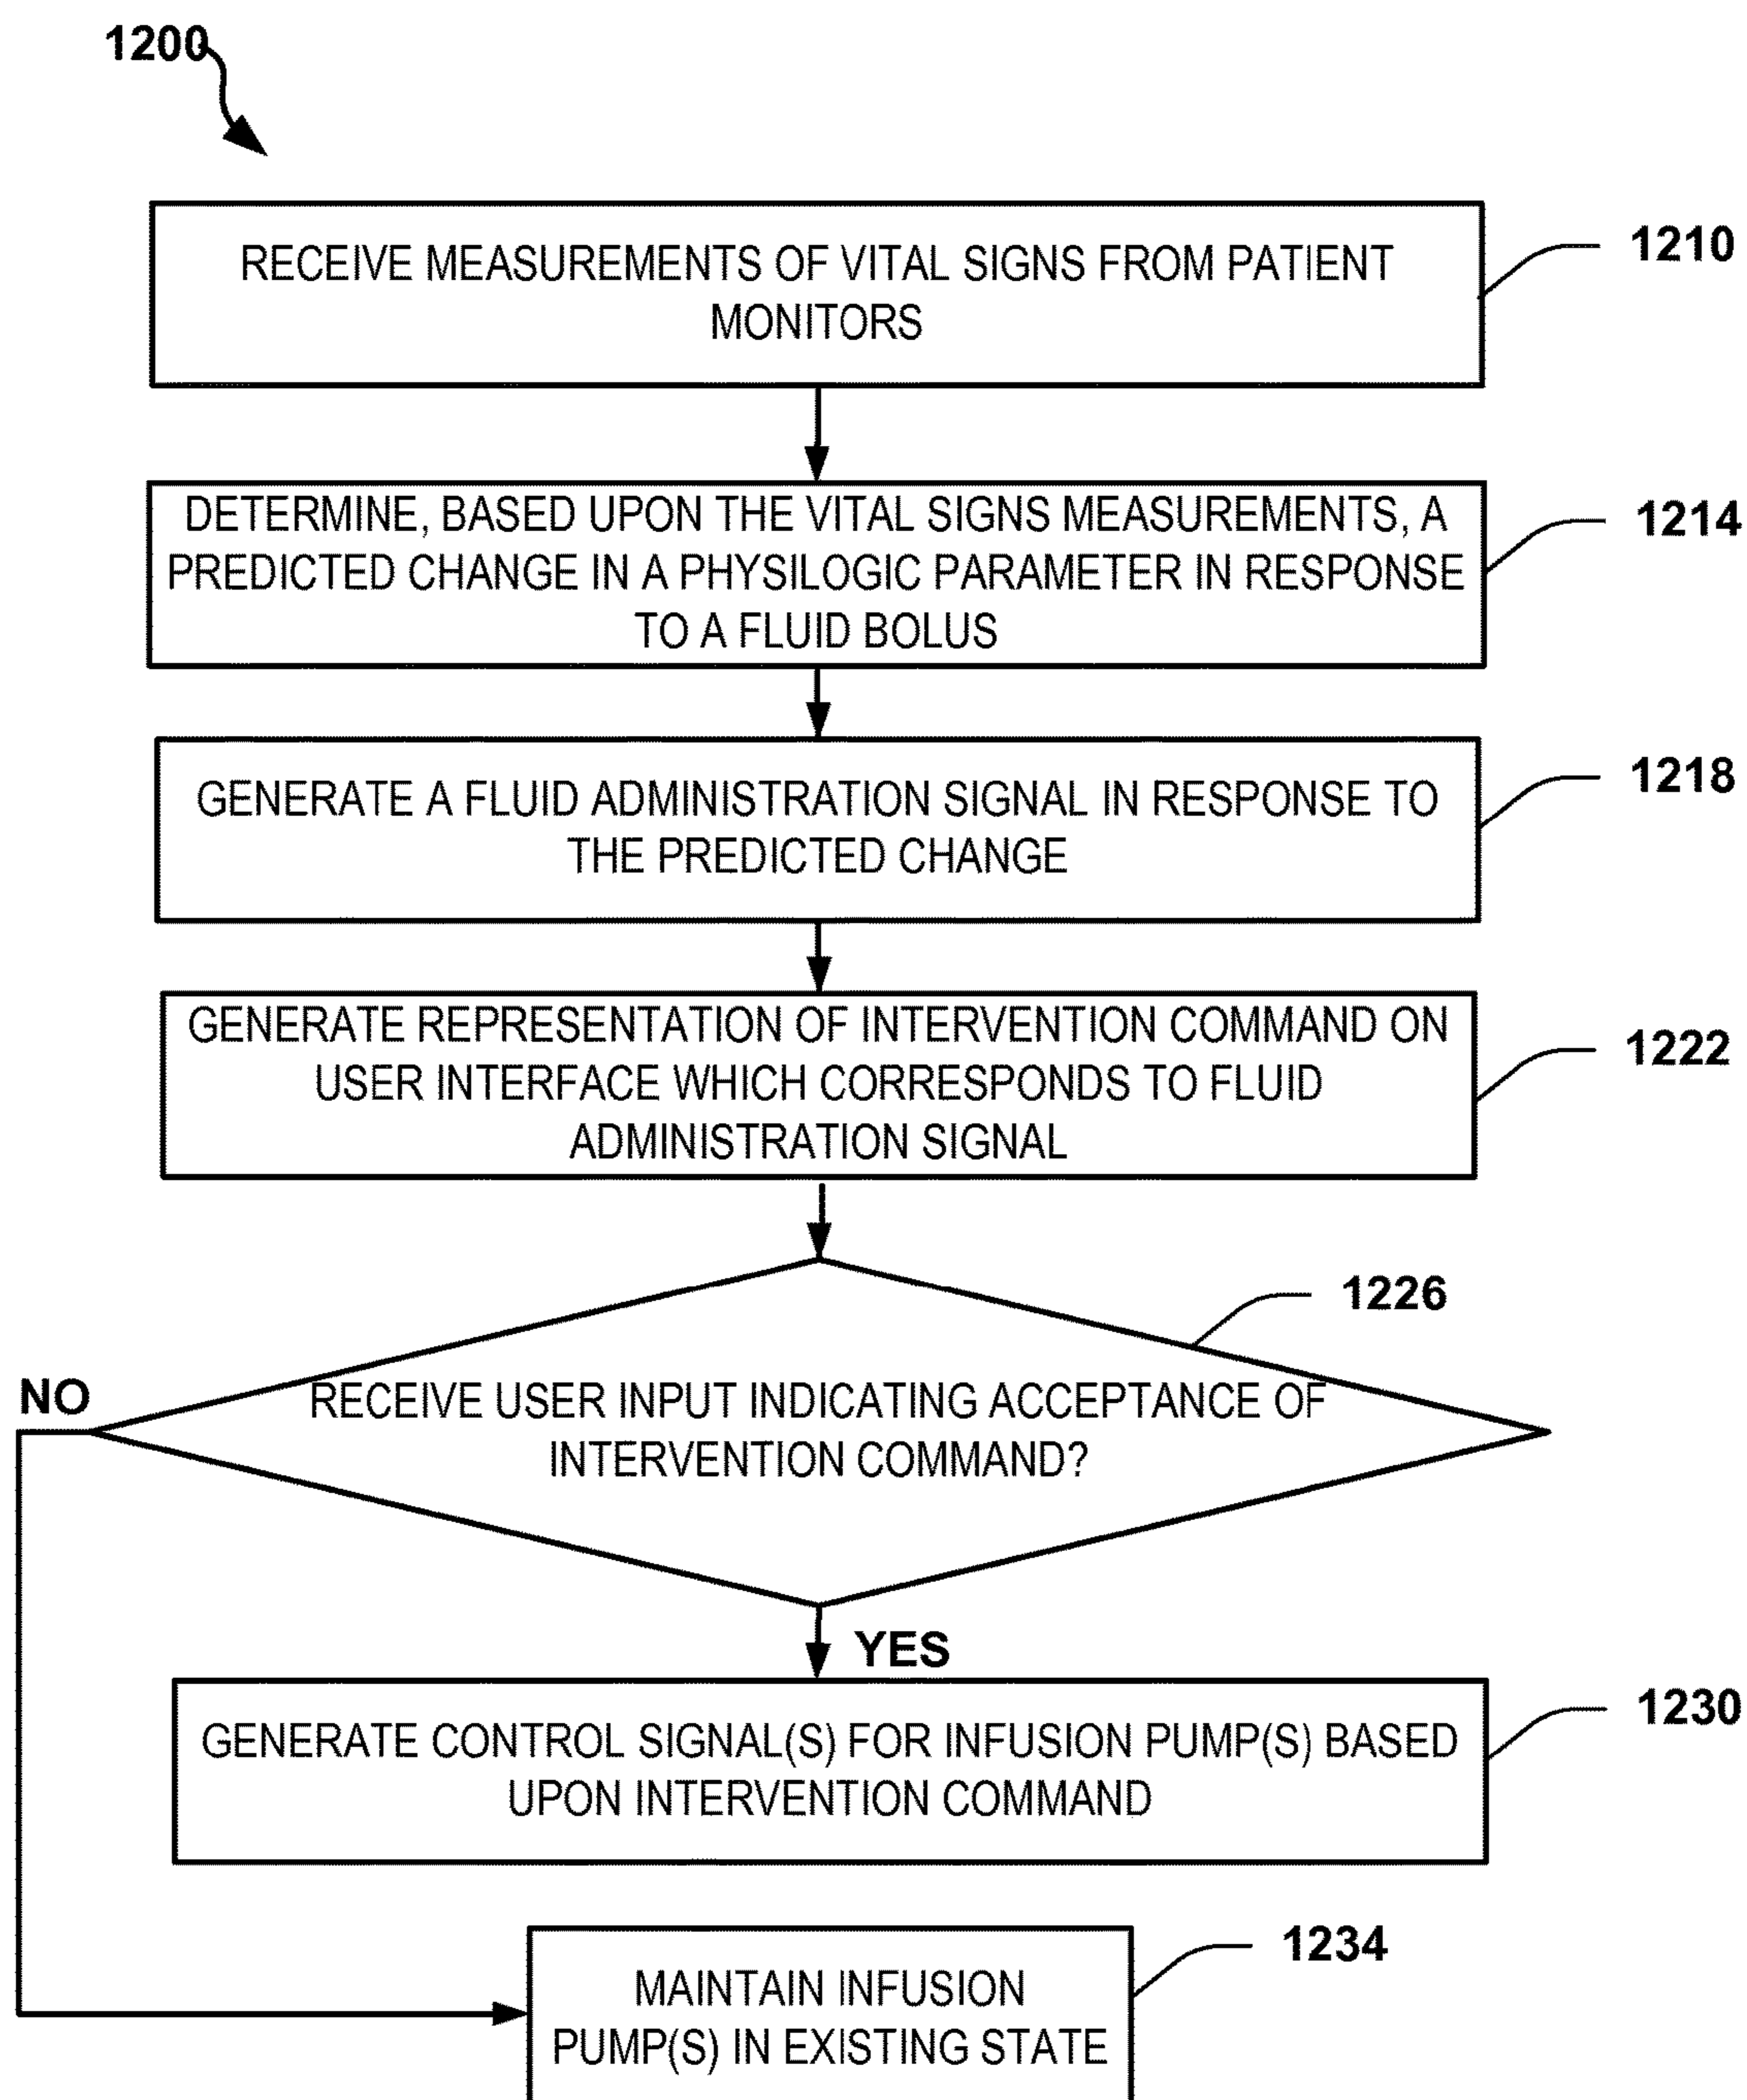 1200
RECEIVE MEASUREMENTS OF VITAL SIGNS FROM PATIENT
MONITORS
1210
DETERMINE, BASED UPON THE VITAL SIGNS MEASUREMENTS, A
PREDICTED CHANGE IN A PHYSILOGIC PARAMETER IN RESPONSE
TO A FLUID BOLUS
1214
GENERATE A FLUID ADMINISTRATION SIGNAL IN RESPONSE TO
THE PREDICTED CHANGE
1218
GENERATE REPRESENTATION OF INTERVENTION COMMAND ON
USER INTERFACE WHICH CORRESPONDS TO FLUID
ADMINISTRATION SIGNAL
1222
1226
NO
RECEIVE USER INPUT INDICATING ACCEPTANCE OF
INTERVENTION COMMAND?
YES
GENERATE CONTROL SIGNAL(S) FOR INFUSION PUMP(S) BASED
UPON INTERVENTION COMMAND
1230
MAINTAIN INFUSION
PUMP(S) IN EXISTING STATE
1234